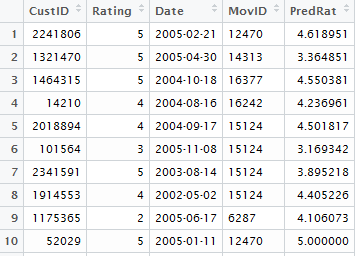 CustID Rating Date MovID PredRat
1 2241806 5 2005-02-21 12470 4.618951
2 1321470 5 2005-04-30 14313 3.364851
3 1464315 5 2004-10-18 16377 4.550381
4 14210 4 2004-08-16 16242 4.236961
5 2018894 4 2004-09-17 15124 4.501817
6 101564 3 2005-11-08 15124 3.169342
7 2341591 5 2003-08-14 15124 3.895218
8 1914553 4 2002-05-02 15124 4.405226
9 1175365 2 2005-06-17 6287 4.106073
10 52029 5 2005-01-11 12470 5.000000